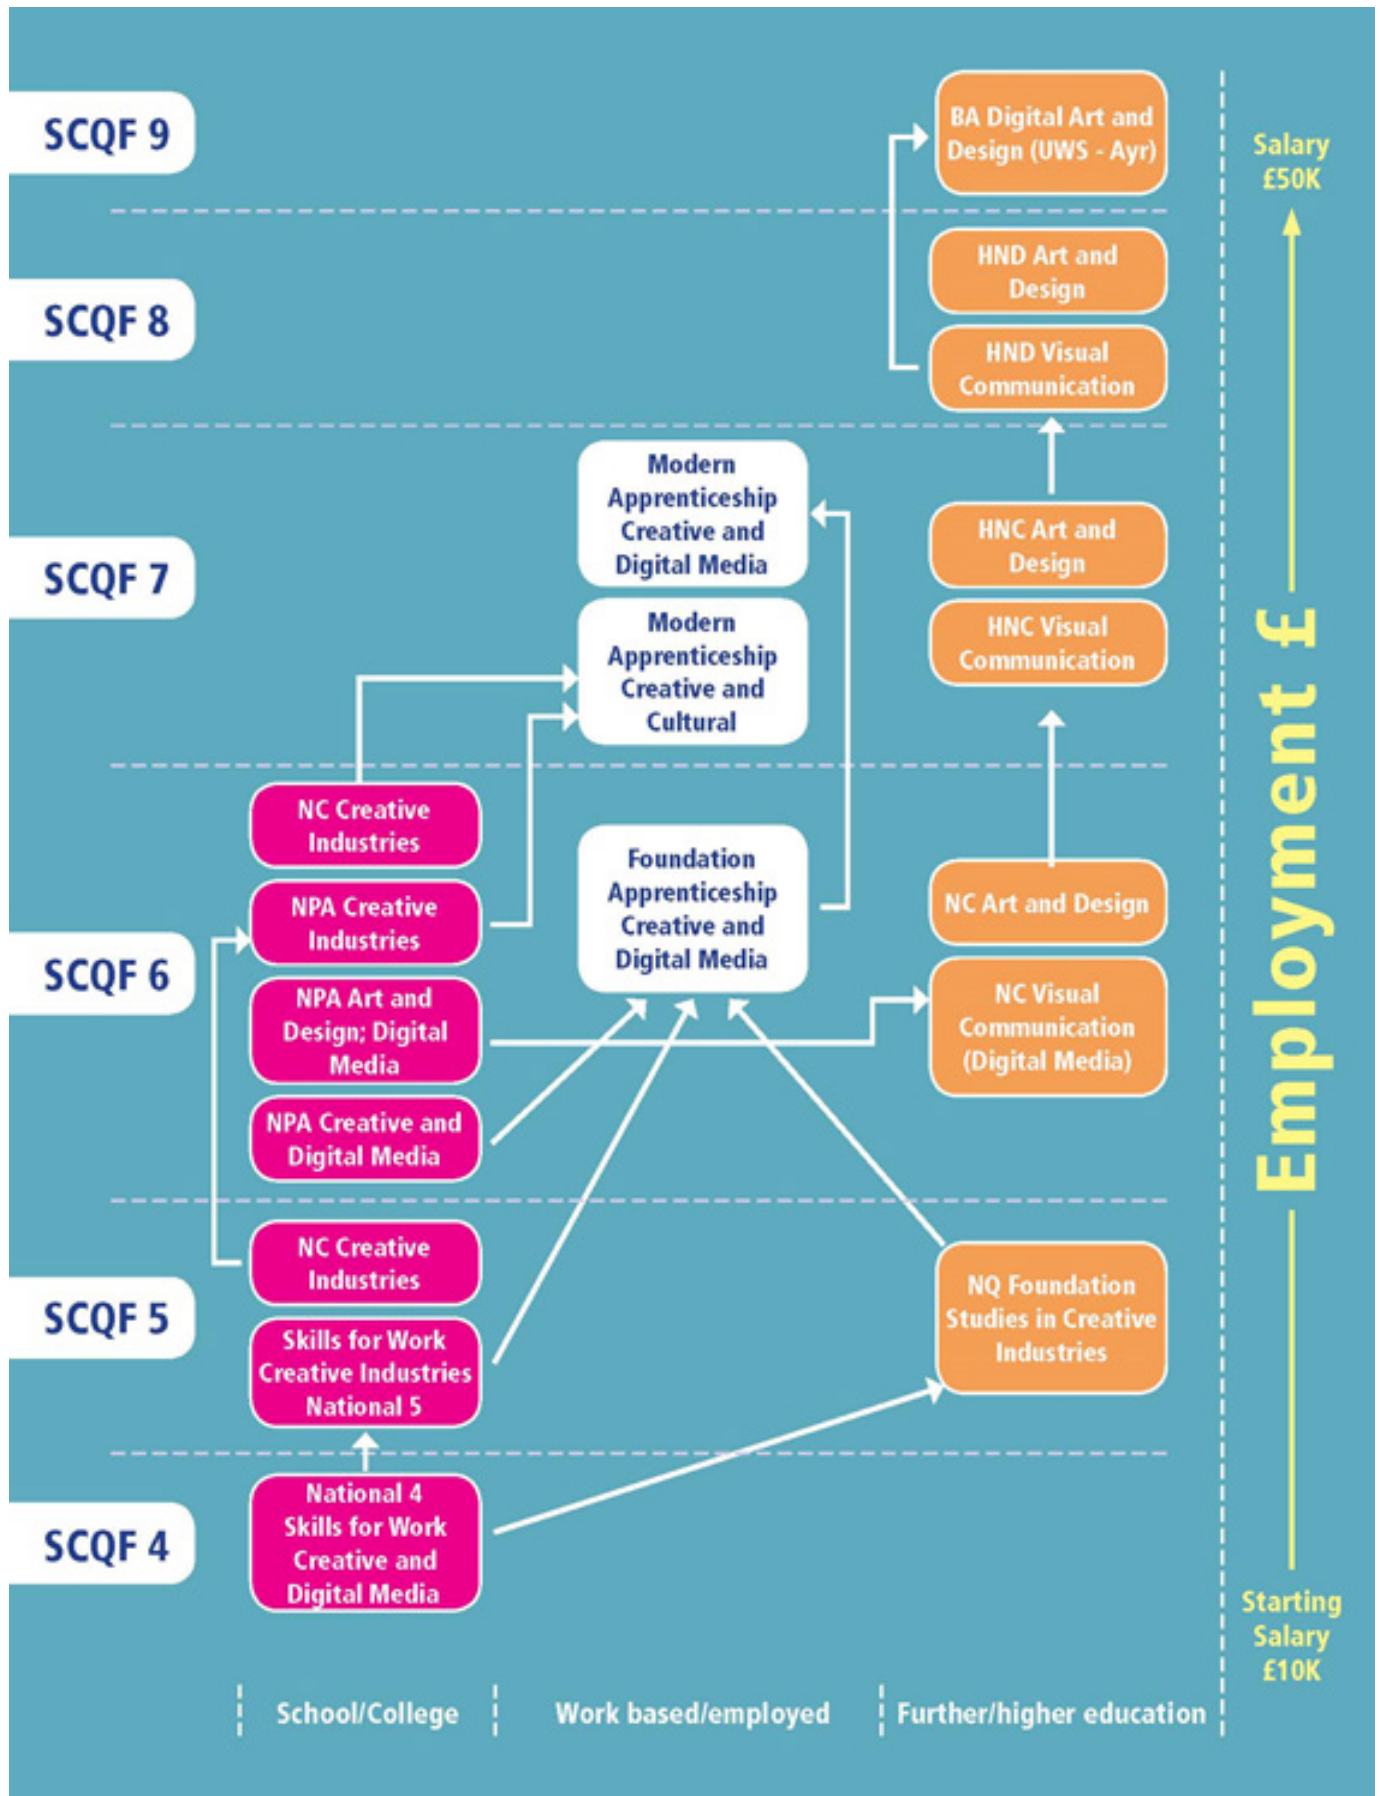 SCQF 9
BA Digital Art and
Design (UWS - Ayr)
Salary
£50K
SCQF 8
HND Art and
Design
HND Visual
Communication
SCQF 7
Modern
Apprenticeship
Creative and
Digital Media
Modern
Apprenticeship
Creative and
Cultural
HNC Art and
Design
HNC Visual
Communication
Employment £
SCQF 6
NC Creative
Industries
NPA Creative
Industries
NPA Art and
Design; Digital
Media
NPA Creative and
Digital Media
Foundation
Apprenticeship
Creative and
Digital Media
NC Art and Design
NC Visual
Communication
(Digital Media)
SCQF 5
NC Creative
Industries
Skills for Work
Creative Industries
National 5
NQ Foundation
Studies in Creative
Industries
SCQF 4
National 4
Skills for Work
Creative and
Digital Media
Starting
Salary
£10K
School/College
Work based/employed
Further/higher education